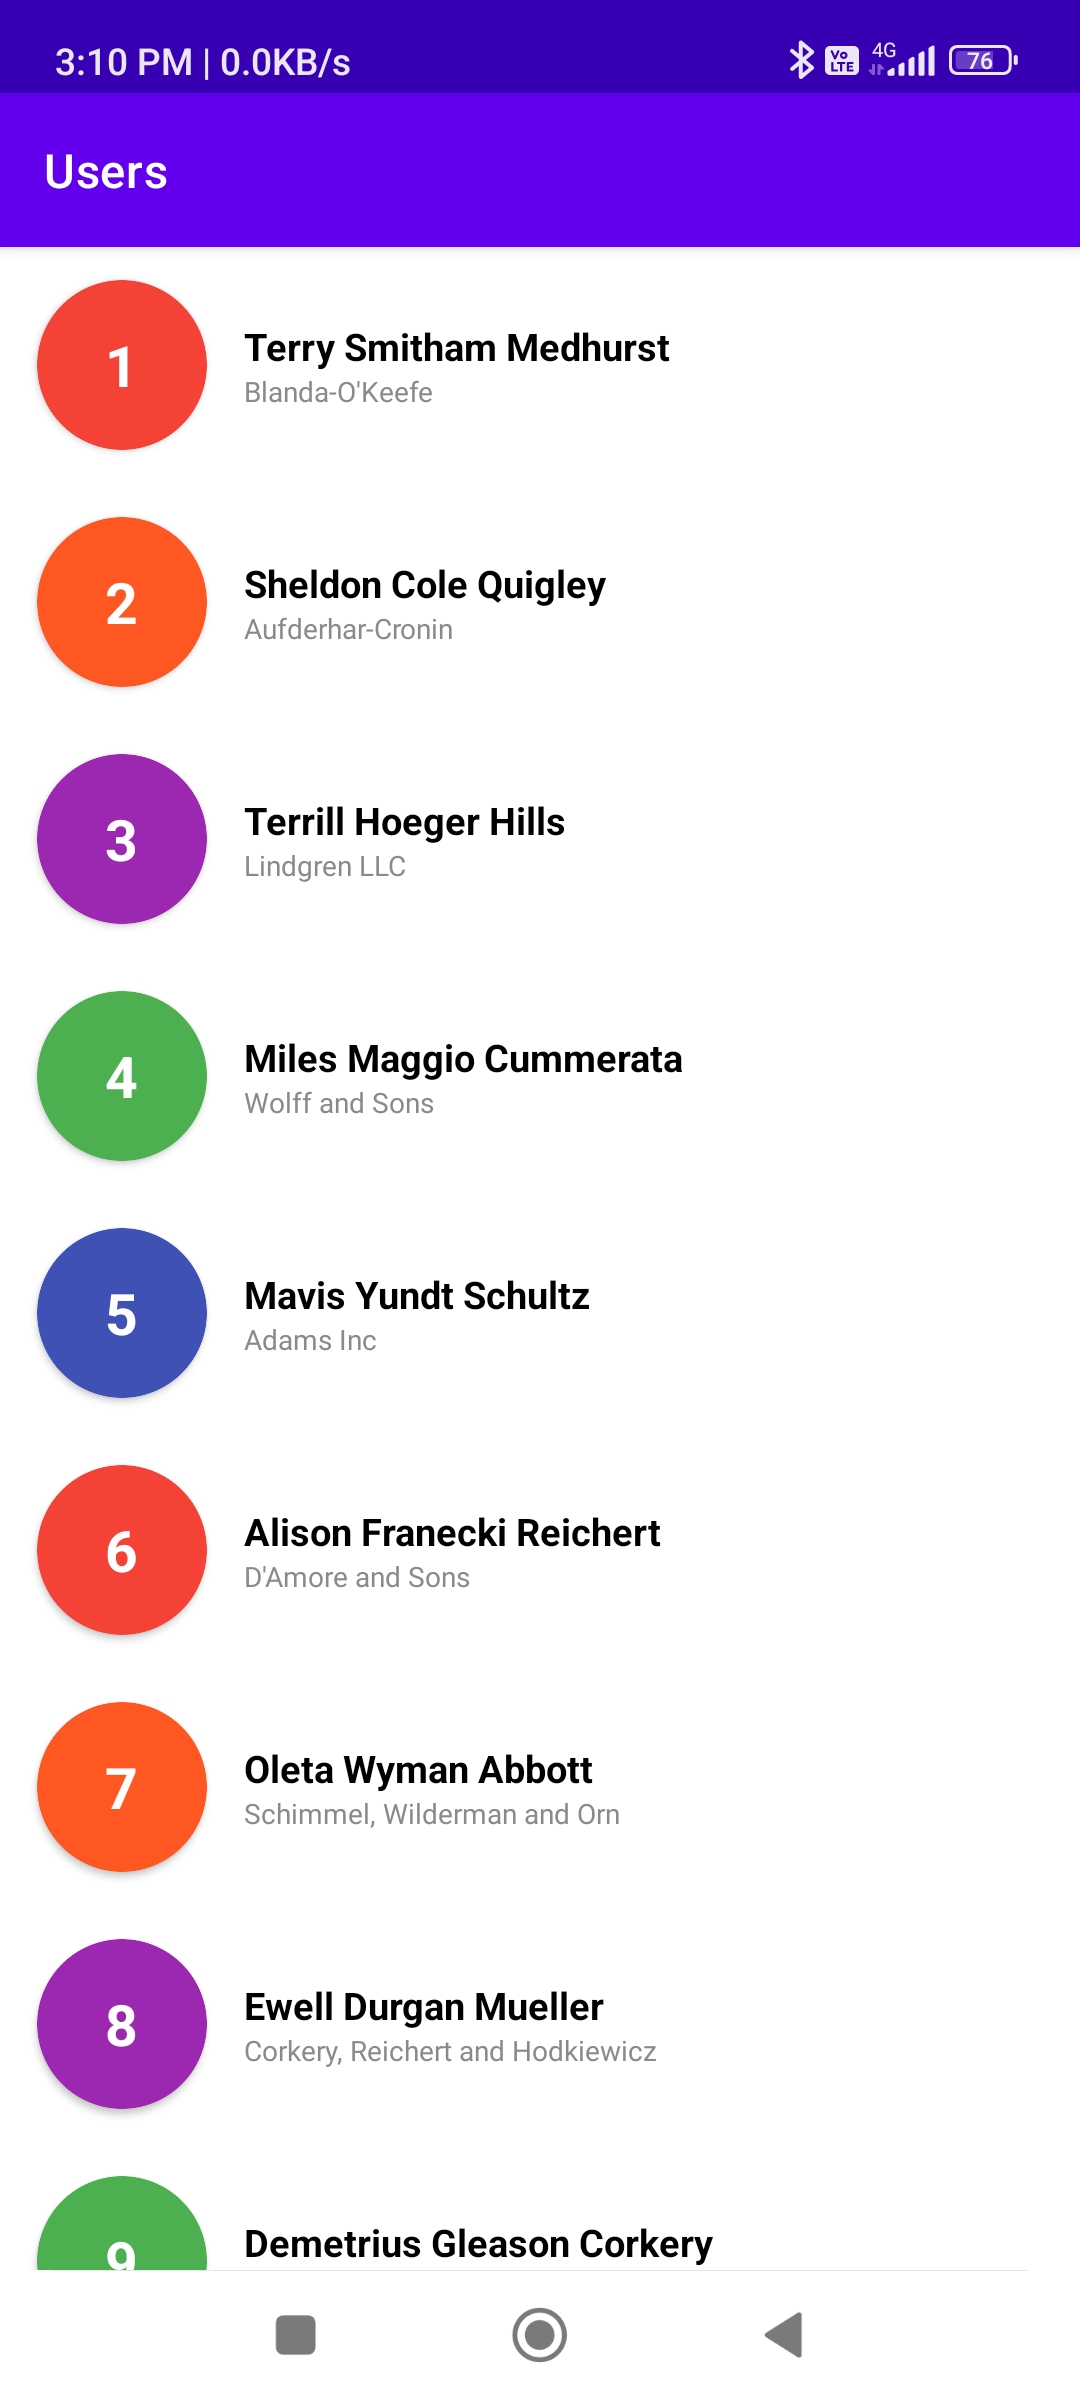 3:10 PM | 0.0KB/s Vo LTE 4G 76
Users
1
Terry Smitham Medhurst
Blanda-O'Keefe
2
Sheldon Cole Quigley
Aufderhar-Cronin
3
Terrill Hoeger Hills
Lindgren LLC
4
Miles Maggio Cummerata
Wolff and Sons
5
Mavis Yundt Schultz
Adams Inc
6
Alison Franecki Reichert
D'Amore and Sons
7
Oleta Wyman Abbott
Schimmel, Wilderman and Orn
8
Ewell Durgan Mueller
Corkery, Reichert and Hodkiewicz
9
Demetrius Gleason Corkery